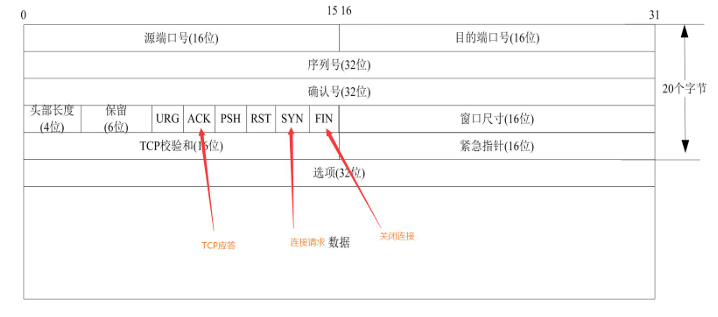 0 15 16 31
源端口号(16位) 目的端口号(16位)
序列号(32位)
20个字节
确认号(32位)
头部长度
(4位)
保留
(6位)
URG ACK PSH RST SYN FIN 窗口尺寸(16位)
TCP校验和(16位) 紧急指针(16位)
选项(32位)
TCP应答
连接请求 数据
关闭连接